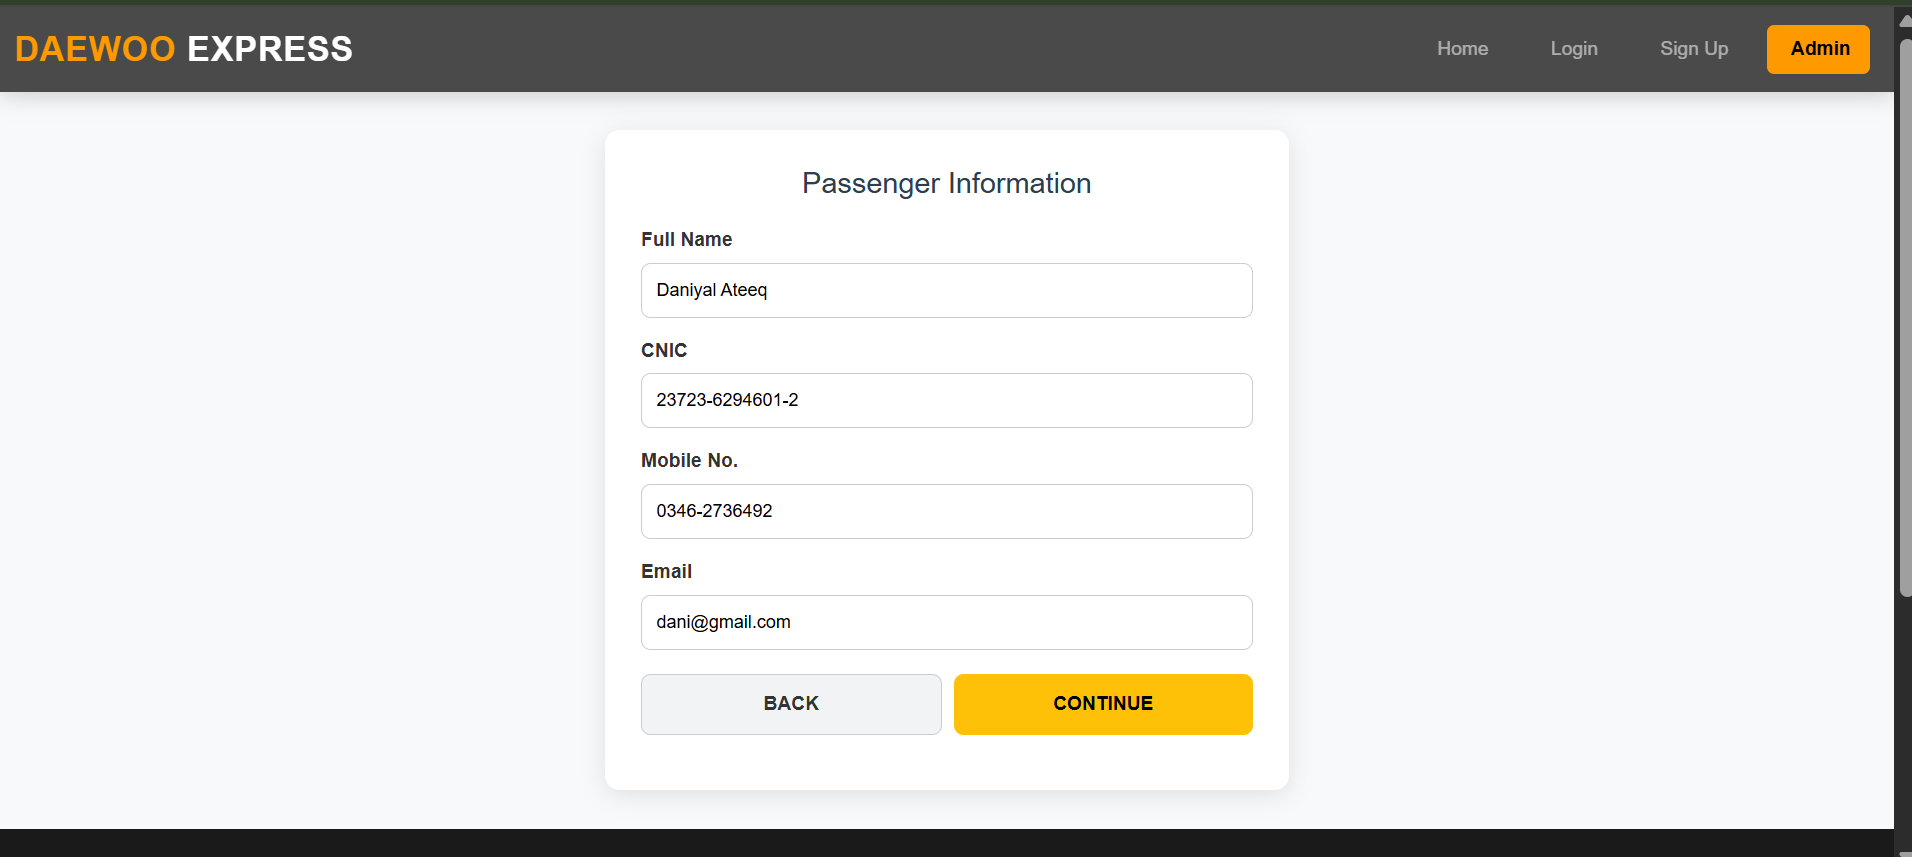 DAEWOO EXPRESS
Home Login Sign Up Admin
Passenger Information
Full Name
Daniyal Ateeq
CNIC
23723-6294601-2
Mobile No.
0346-2736492
Email
dani@gmail.com
BACK CONTINUE